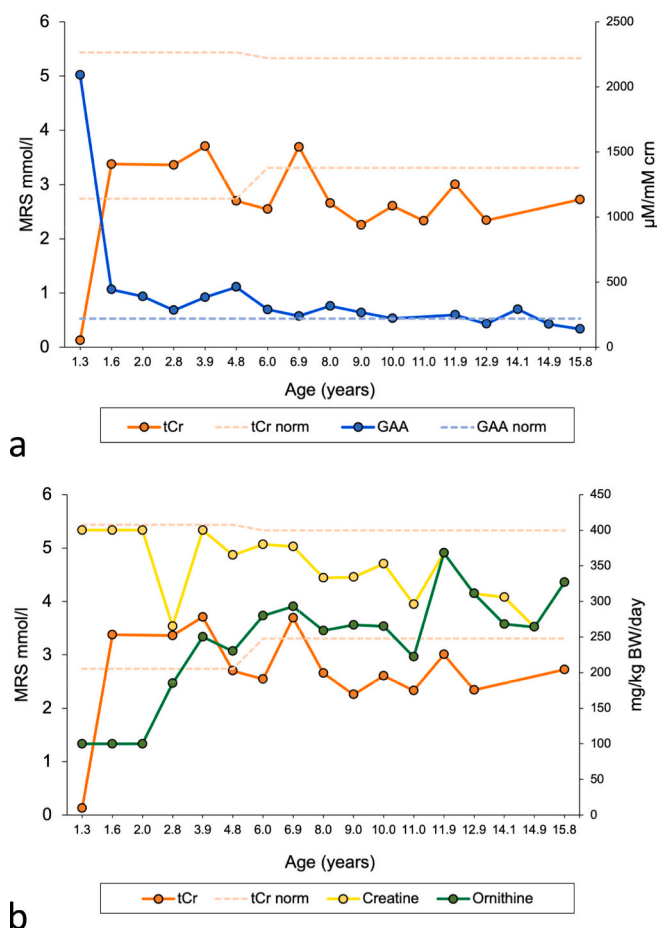 6 2500
5 2000
4
1500
3
1000
2
1 500
0 0
MRS mmol/l
µM/mM crn
1.3 1.6 2.0 2.8 3.9 4.8 6.0 6.9 8.0 9.0 10.0 11.0 11.9 12.9 14.1 14.9 15.8
Age (years)
tCr tCr norm GAA GAA norm
a
6 450
400
5
350
4 300
250
3
200
2 150
100
1
50
0 0
MRS mmol/l
mg/kg BW/day
1.3 1.6 2.0 2.8 3.9 4.8 6.0 6.9 8.0 9.0 10.0 11.0 11.9 12.9 14.1 14.9 15.8
Age (years)
tCr tCr norm Creatine Ornithine
b